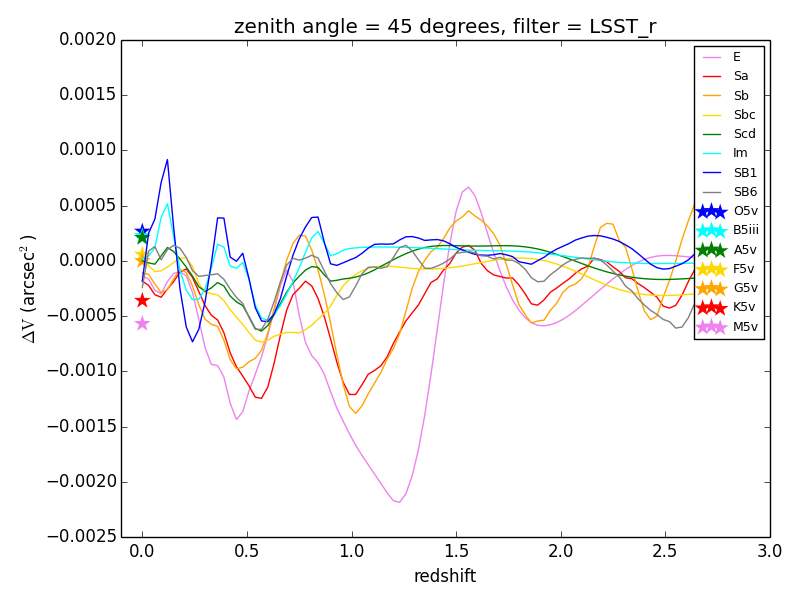 zenith angle = 45 degrees, filter = LSST_r
0.0020
0.0015
0.0010
0.0005
0.0000
−0.0005
−0.0010
−0.0015
−0.0020
−0.0025
ΔV (arcsec²)
0.0
0.5
1.0
1.5
2.0
2.5
3.0
redshift
E
Sa
Sb
Sbc
Scd
Im
SB1
SB6
O5v
B5iii
A5v
F5v
G5v
K5v
M5v